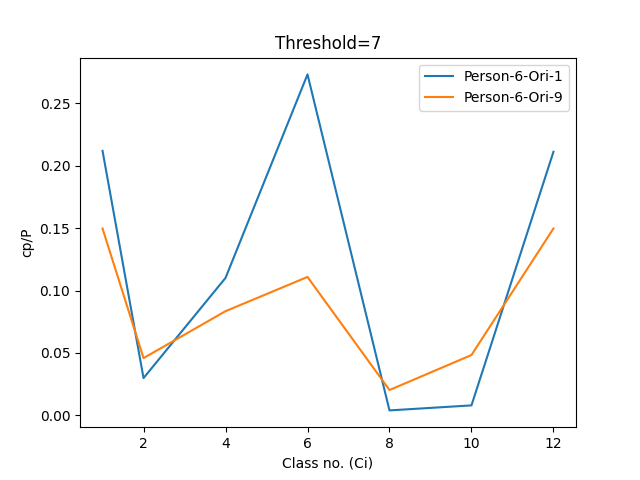 Threshold=7
Person-6-Ori-1
Person-6-Ori-9
cp/P
0.25
0.20
0.15
0.10
0.05
0.00
2 4 6 8 10 12
Class no. (Ci)